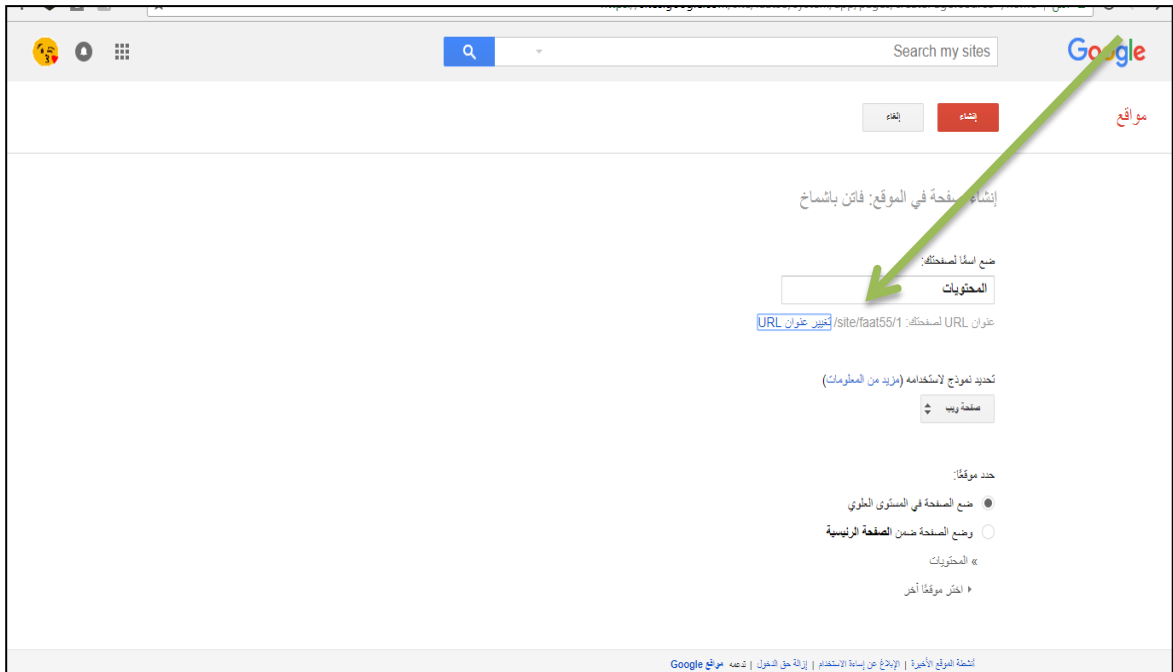 Google
Search my sites
مواقع
إنشاء
إلغاء
إنشاء صفحة في الموقع: فاتن باشماخ
ضع اسمًا لصفحتك:
المحتويات
عنوان URL لصفحتك: /site/faat55/1 تغيير عنوان URL
تحديد نموذج لاستخدامه (مزيد من المعلومات)
صفحة ويب
حدد موقعًا:
ضع الصفحة في المستوى العلوي
وضع الصفحة ضمن الصفحة الرئيسية
» المحتويات
اختر موقعًا آخر
أنشطة الموقع الأخيرة | الإبلاغ عن إساءة الاستخدام | إزالة حق الدخول | تدعمه مواقع Google